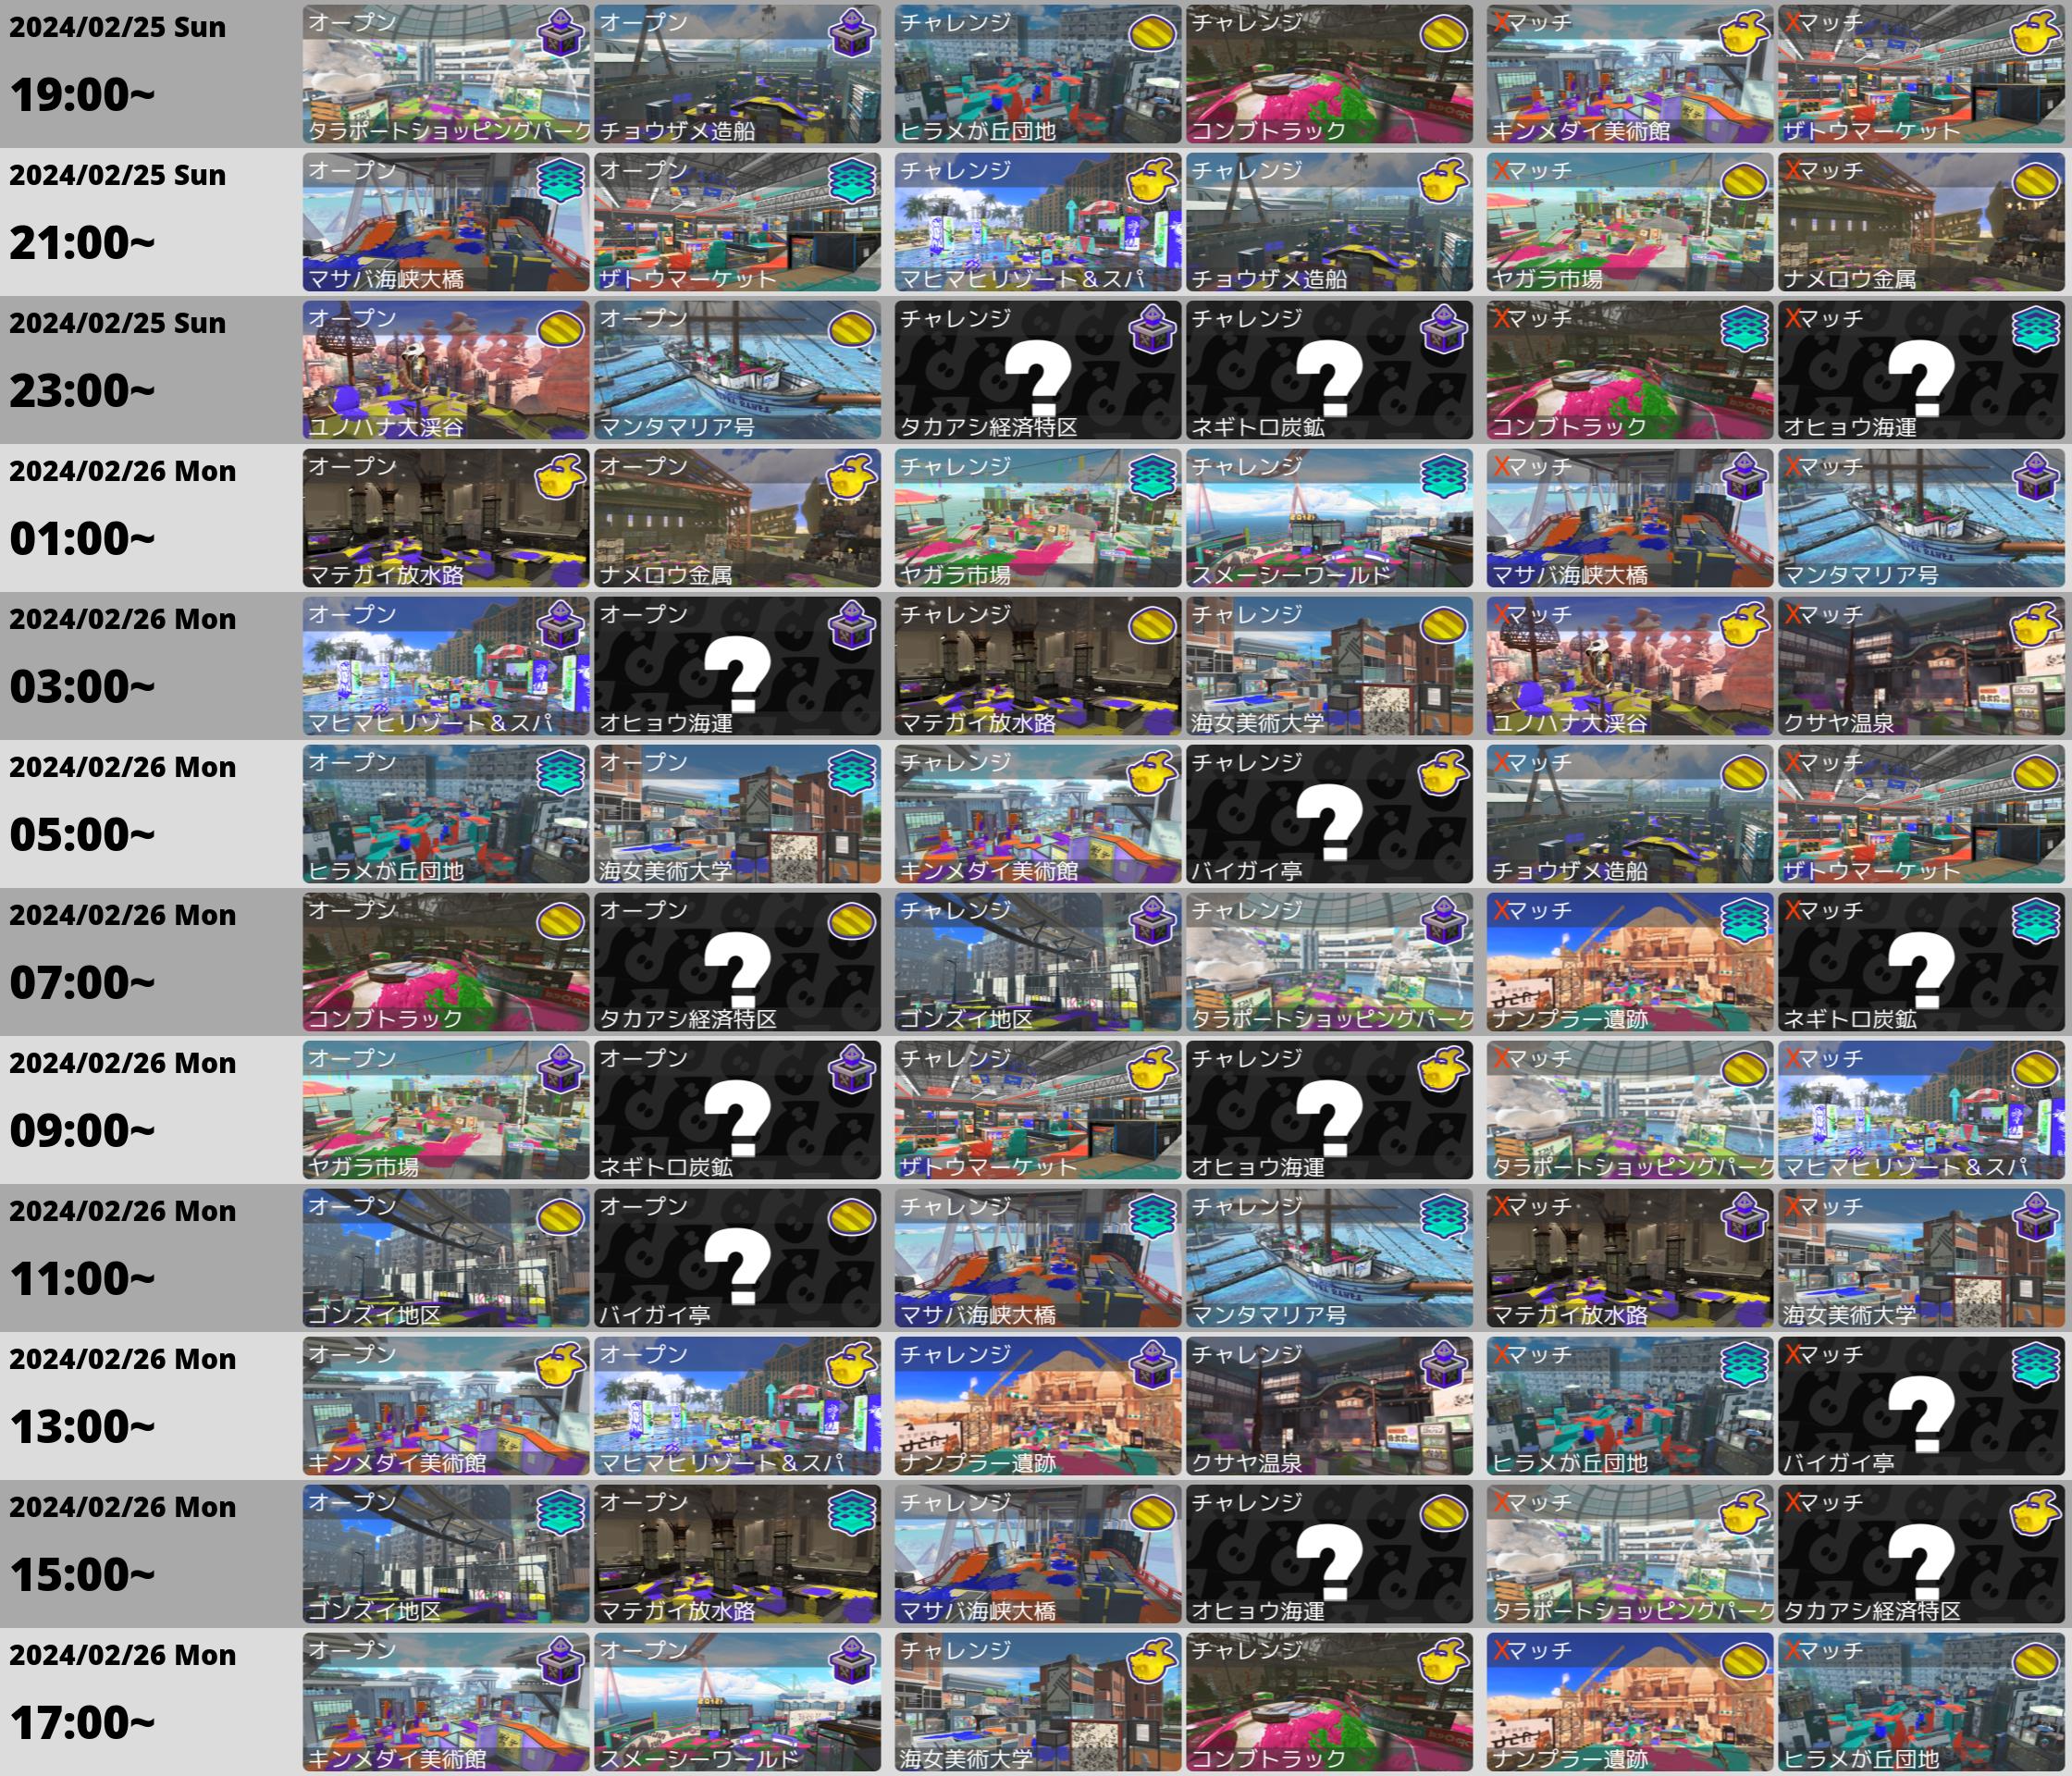 2024/02/25 Sun
19:00~
オープン オープン チャレンジ チャレンジ Xマッチ Xマッチ
タラポートショッピングパーク チョウザメ造船 ヒラメが丘団地 コンブトラック キンメダイ美術館 ザトウマーケット
2024/02/25 Sun
21:00~
オープン オープン チャレンジ チャレンジ Xマッチ Xマッチ
マサバ海峡大橋 ザトウマーケット マヒマヒリゾート&スパ チョウザメ造船 ヤガラ市場 ナメロウ金属
2024/02/25 Sun
23:00~
オープン オープン チャレンジ チャレンジ Xマッチ Xマッチ
? ? ?
ユノハナ大渓谷 マンタマリア号 タカアシ経済特区 ネギトロ炭鉱 コンブトラック オヒョウ海運
2024/02/26 Mon
01:00~
オープン オープン チャレンジ チャレンジ Xマッチ Xマッチ
マテガイ放水路 ナメロウ金属 ヤガラ市場 スメーシーワールド マサバ海峡大橋 マンタマリア号
2024/02/26 Mon
03:00~
オープン オープン チャレンジ チャレンジ Xマッチ Xマッチ
?
マヒマヒリゾート&スパ オヒョウ海運 マテガイ放水路 海女美術大学 ユノハナ大渓谷 クサヤ温泉
2024/02/26 Mon
05:00~
オープン オープン チャレンジ チャレンジ Xマッチ Xマッチ
?
ヒラメが丘団地 海女美術大学 キンメダイ美術館 バイガイ亭 チョウザメ造船 ザトウマーケット
2024/02/26 Mon
07:00~
オープン オープン チャレンジ チャレンジ Xマッチ Xマッチ
? ?
コンブトラック タカアシ経済特区 ゴンズイ地区 タラポートショッピングパーク ナンプラー遺跡 ネギトロ炭鉱
2024/02/26 Mon
09:00~
オープン オープン チャレンジ チャレンジ Xマッチ Xマッチ
? ?
ヤガラ市場 ネギトロ炭鉱 ザトウマーケット オヒョウ海運 タラポートショッピングパーク マヒマヒリゾート&スパ
2024/02/26 Mon
11:00~
オープン オープン チャレンジ チャレンジ Xマッチ Xマッチ
?
ゴンズイ地区 バイガイ亭 マサバ海峡大橋 マンタマリア号 マテガイ放水路 海女美術大学
2024/02/26 Mon
13:00~
オープン オープン チャレンジ チャレンジ Xマッチ Xマッチ
?
キンメダイ美術館 マヒマヒリゾート&スパ ナンプラー遺跡 クサヤ温泉 ヒラメが丘団地 バイガイ亭
2024/02/26 Mon
15:00~
オープン オープン チャレンジ チャレンジ Xマッチ Xマッチ
? ?
ゴンズイ地区 マテガイ放水路 マサバ海峡大橋 オヒョウ海運 タラポートショッピングパーク タカアシ経済特区
2024/02/26 Mon
17:00~
オープン オープン チャレンジ チャレンジ Xマッチ Xマッチ
キンメダイ美術館 スメーシーワールド 海女美術大学 コンブトラック ナンプラー遺跡 ヒラメが丘団地